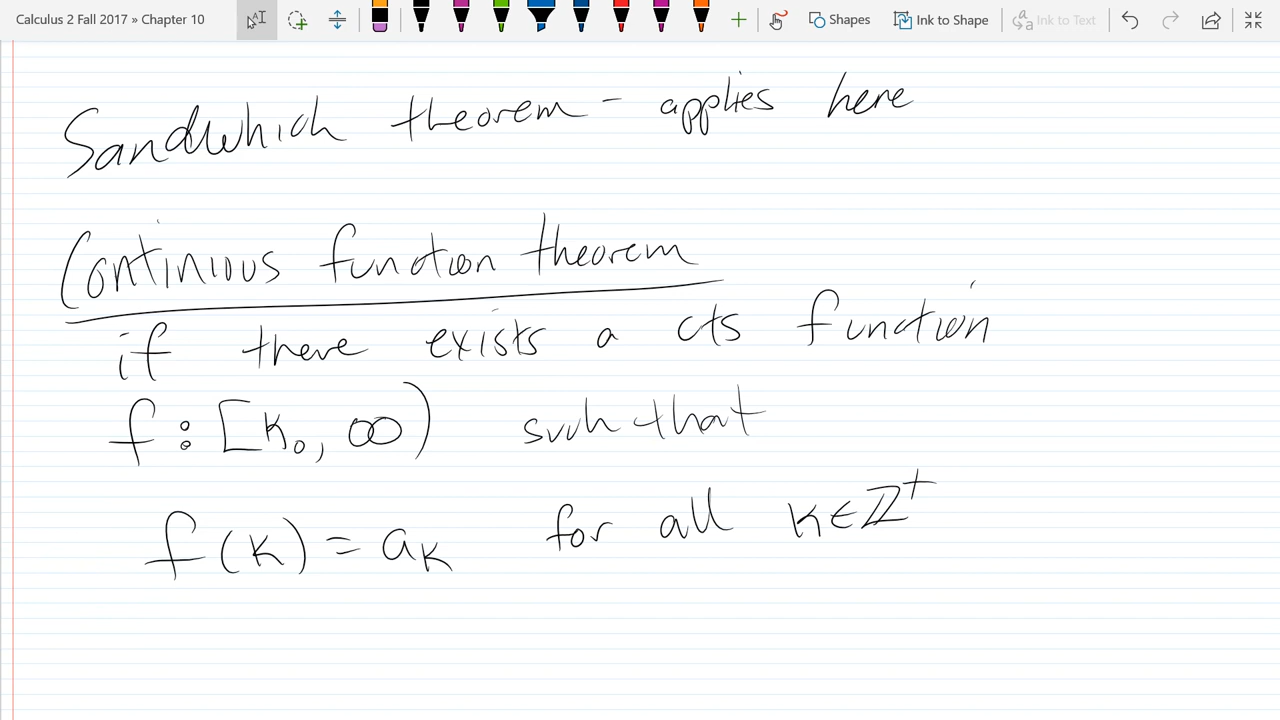 Calculus 2 Fall 2017 » Chapter 10
Shapes
Ink to Shape
Ink to Text
Sandwhich theorem - applies here
Continious function theorem
if there exists a cts function
f : [k₀, ∞) such that
f(k) = aₖ for all k∈ℤ⁺